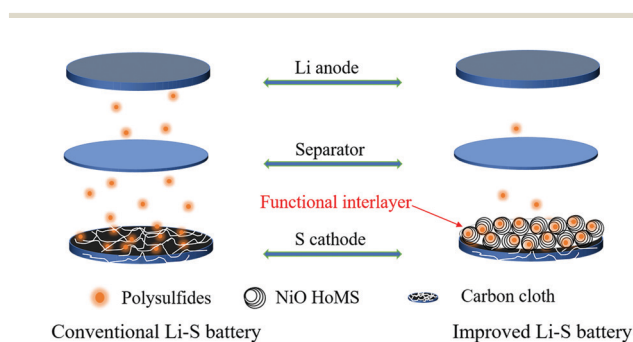 Li anode
Separator
Functional interlayer
S cathode
Polysulfides NiO HoMS Carbon cloth
Conventional Li-S battery Improved Li-S battery